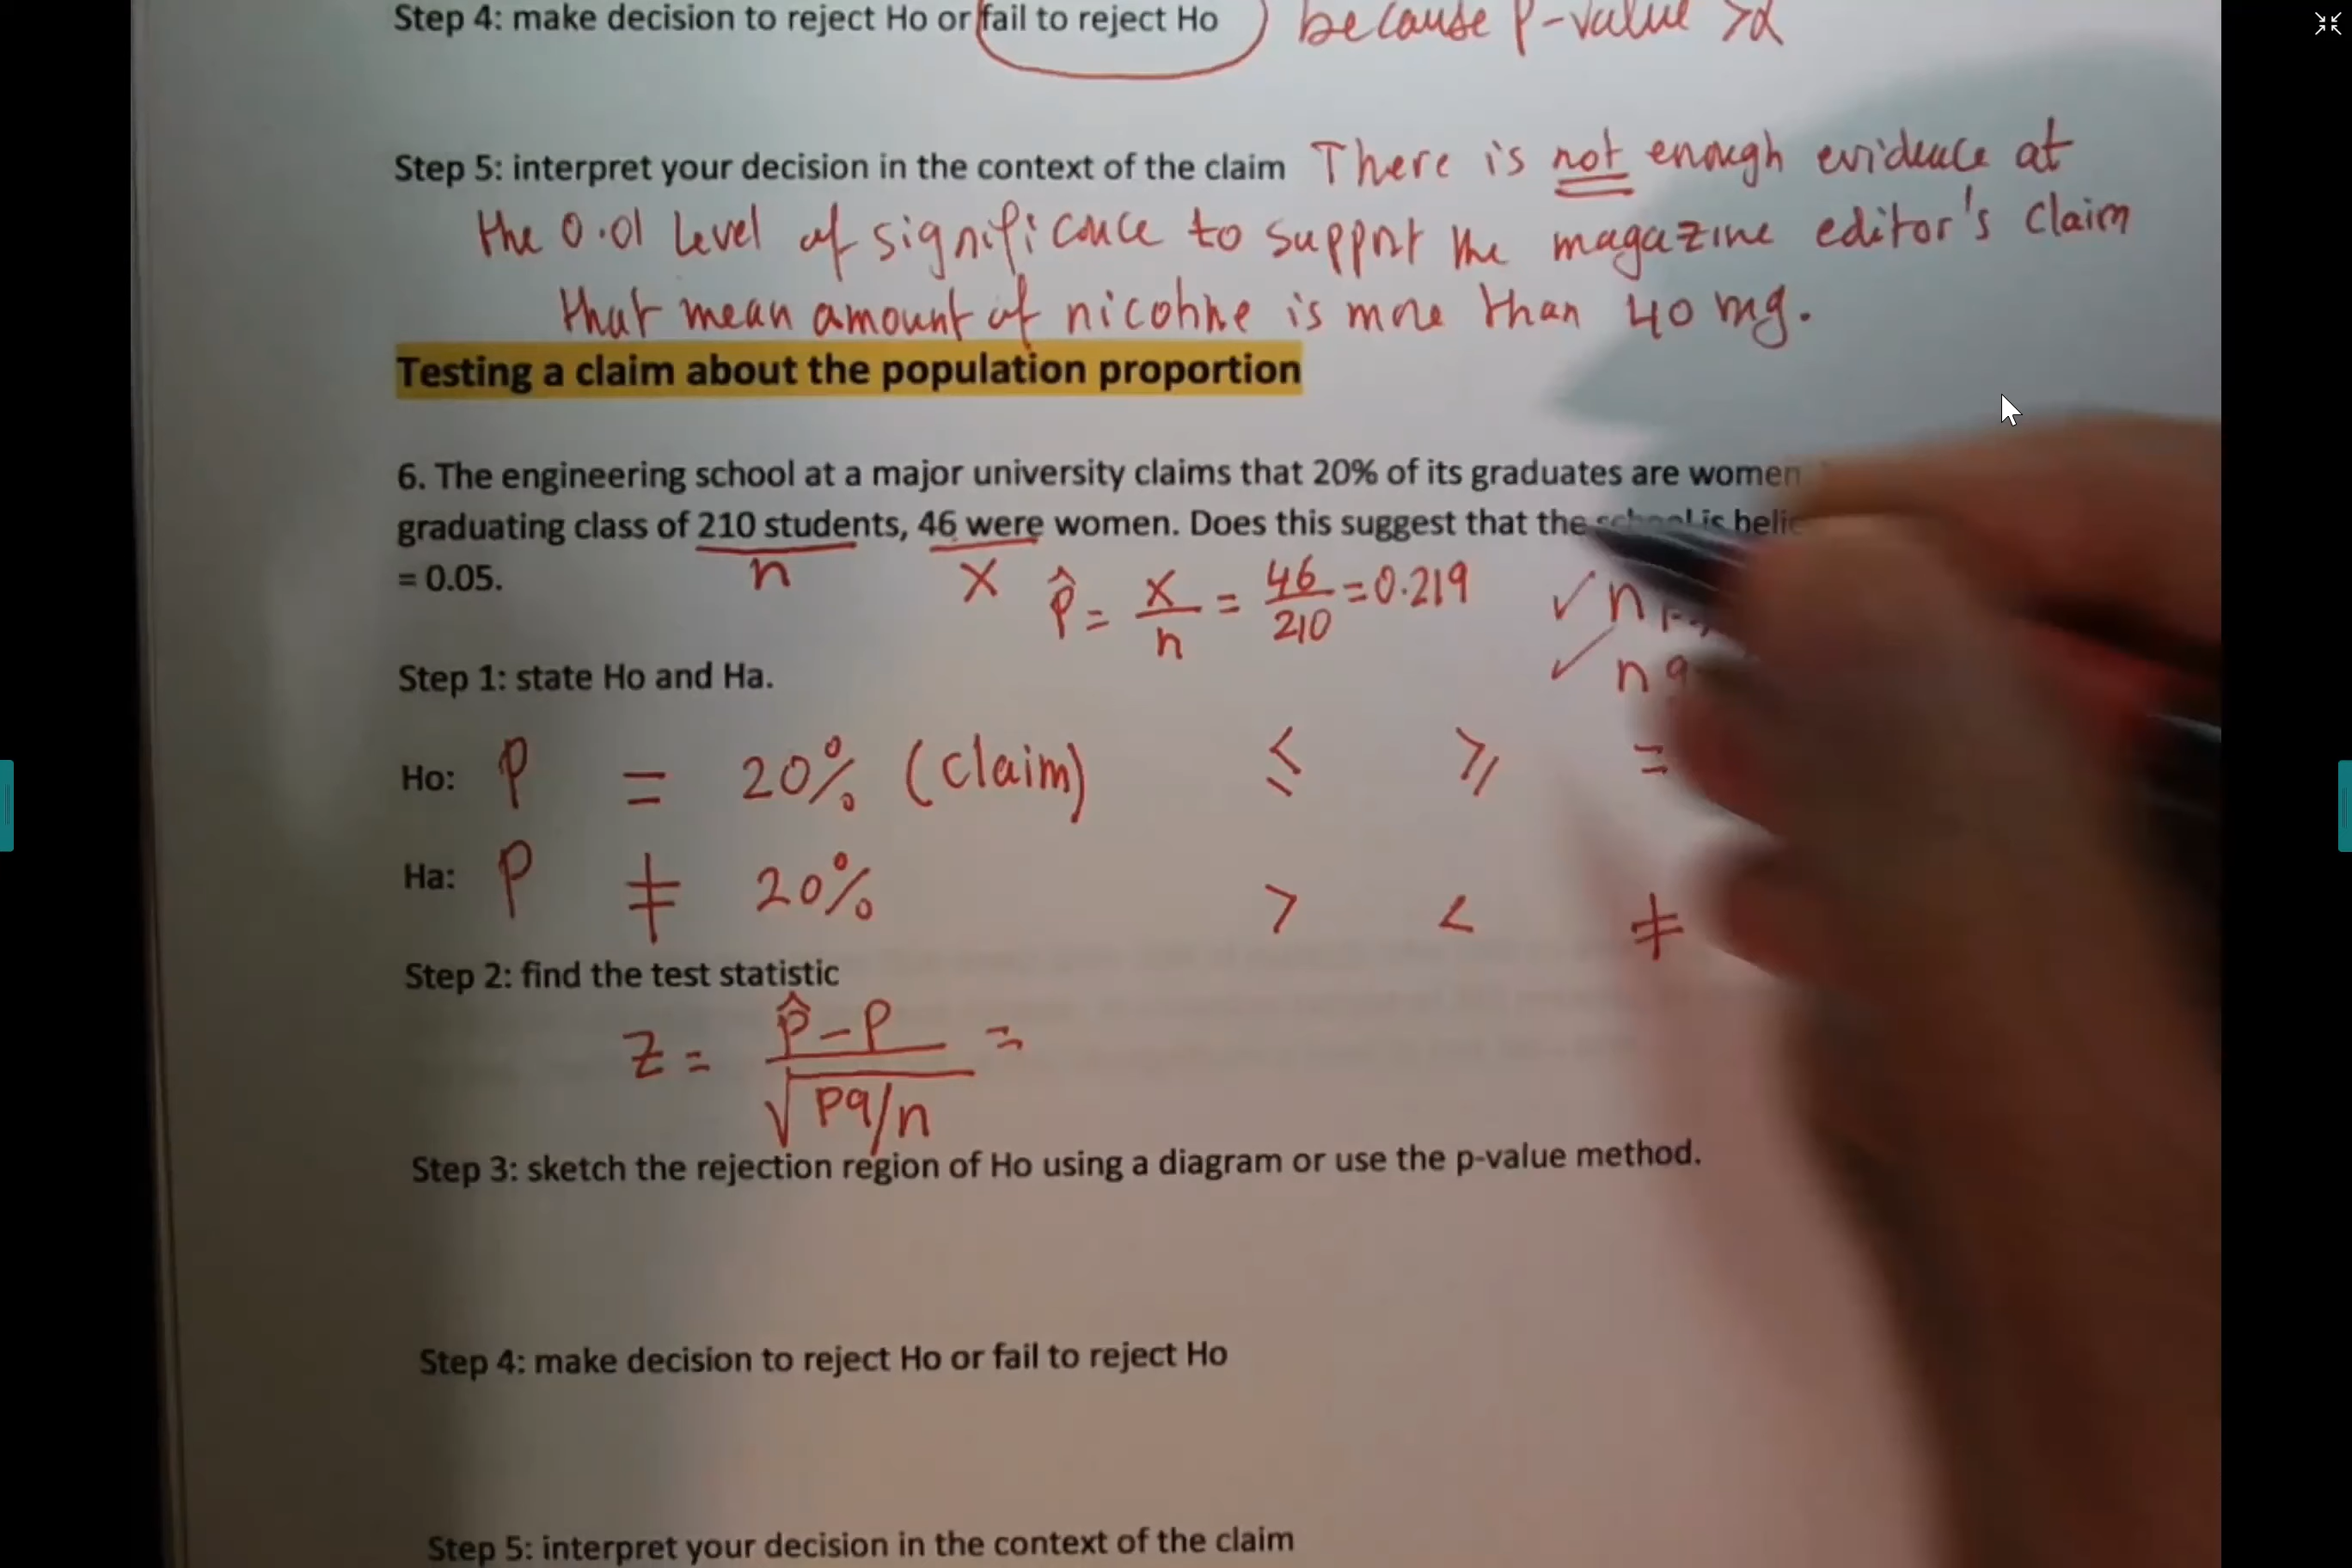 Step 4: make decision to reject Ho or fail to reject Ho because P-value >α
Step 5: interpret your decision in the context of the claim There is not enough evidence at
the 0.01 level of significance to support the magazine editor's claim
that mean amount of nicotine is more than 40 mg.
Testing a claim about the population proportion
6. The engineering school at a major university claims that 20% of its graduates are women
graduating class of 210 students, 46 were women. Does this suggest that the school is
= 0.05.
n x p̂ = x/n = 46/210 = 0.219 ✓ n
✓ nq
Step 1: state Ho and Ha.
Ho: P = 20% (claim) ≤ ≥ =
Ha: P ≠ 20% > < ≠
Step 2: find the test statistic
z = p̂-P/√pq/n =
Step 3: sketch the rejection region of Ho using a diagram or use the p-value method.
Step 4: make decision to reject Ho or fail to reject Ho
Step 5: interpret your decision in the context of the claim